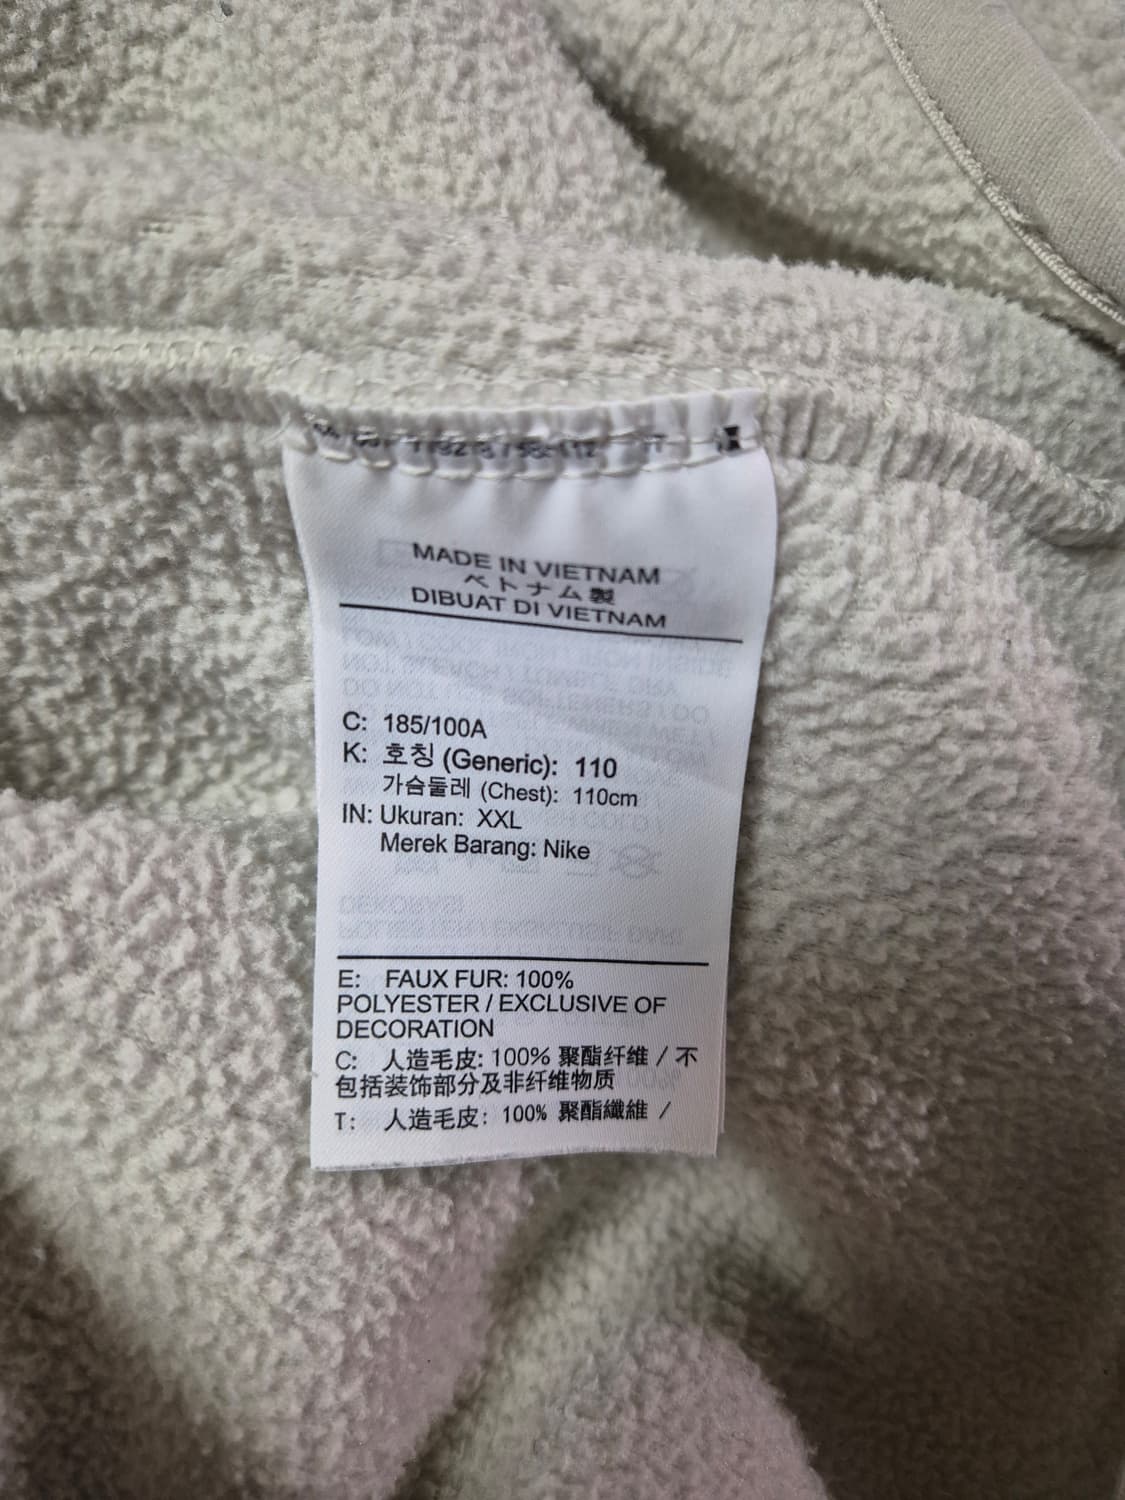 MADE IN VIETNAM
ベトナム製
DIBUAT DI VIETNAM
C: 185/100A
K: 호칭 (Generic): 110
가슴둘레 (Chest): 110cm
IN: Ukuran: XXL
Merek Barang: Nike
E: FAUX FUR: 100%
POLYESTER / EXCLUSIVE OF
DECORATION
C: 人造毛皮: 100% 聚酯纤维 / 不
包括装饰部分及非纤维物质
T: 人造毛皮: 100% 聚酯纖維 /